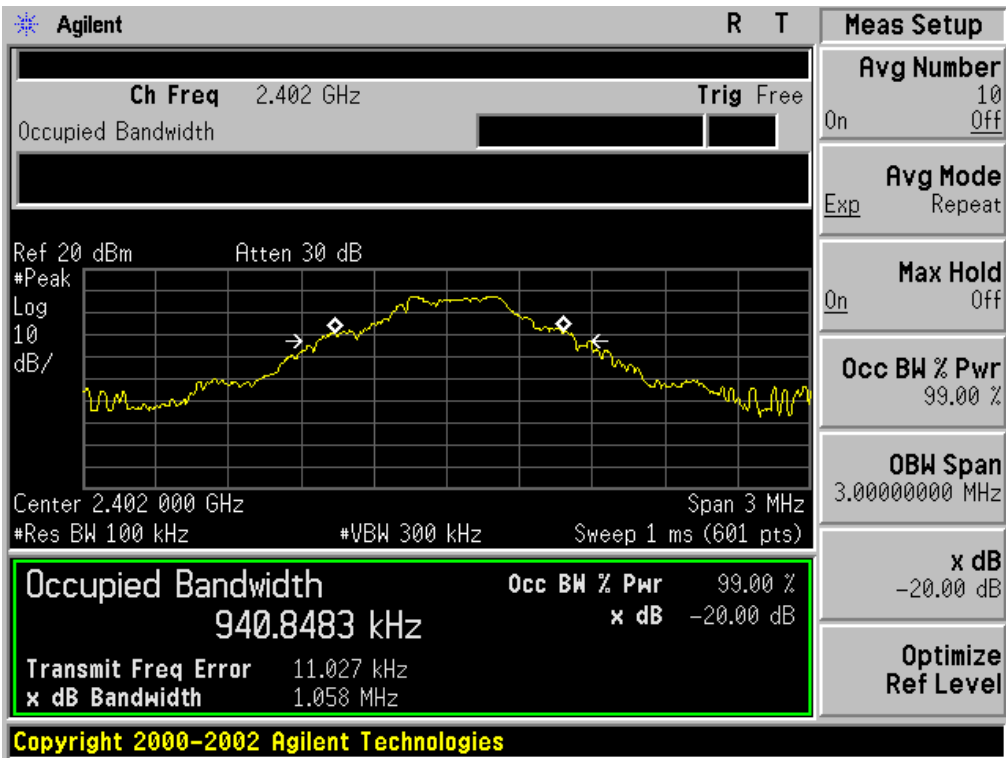 Agilent R T
Ch Freq 2.402 GHz Trig Free
Occupied Bandwidth
Ref 20 dBm Atten 30 dB
#Peak
Log
10
dB/
Center 2.402 000 GHz Span 3 MHz
#Res BW 100 kHz #VBW 300 kHz Sweep 1 ms (601 pts)
Occupied Bandwidth Occ BW % Pwr 99.00 %
940.8483 kHz x dB -20.00 dB
Transmit Freq Error 11.027 kHz
x dB Bandwidth 1.058 MHz
Copyright 2000-2002 Agilent Technologies
Meas Setup
Avg Number
10
On Off
Avg Mode
Exp Repeat
Max Hold
On Off
Occ BW % Pwr
99.00 %
OBW Span
3.00000000 MHz
x dB
-20.00 dB
Optimize
Ref Level